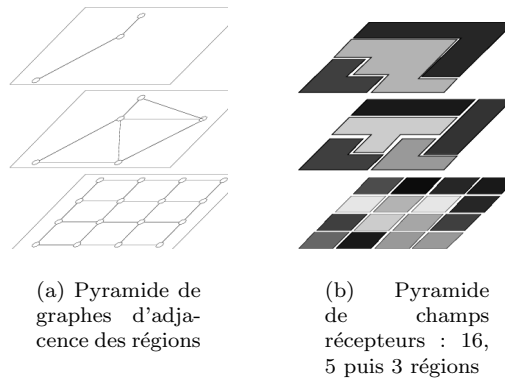 (a) Pyramide de
graphes d'adja-
cence des régions
(b) Pyramide
de champs
récepteurs : 16,
5 puis 3 régions